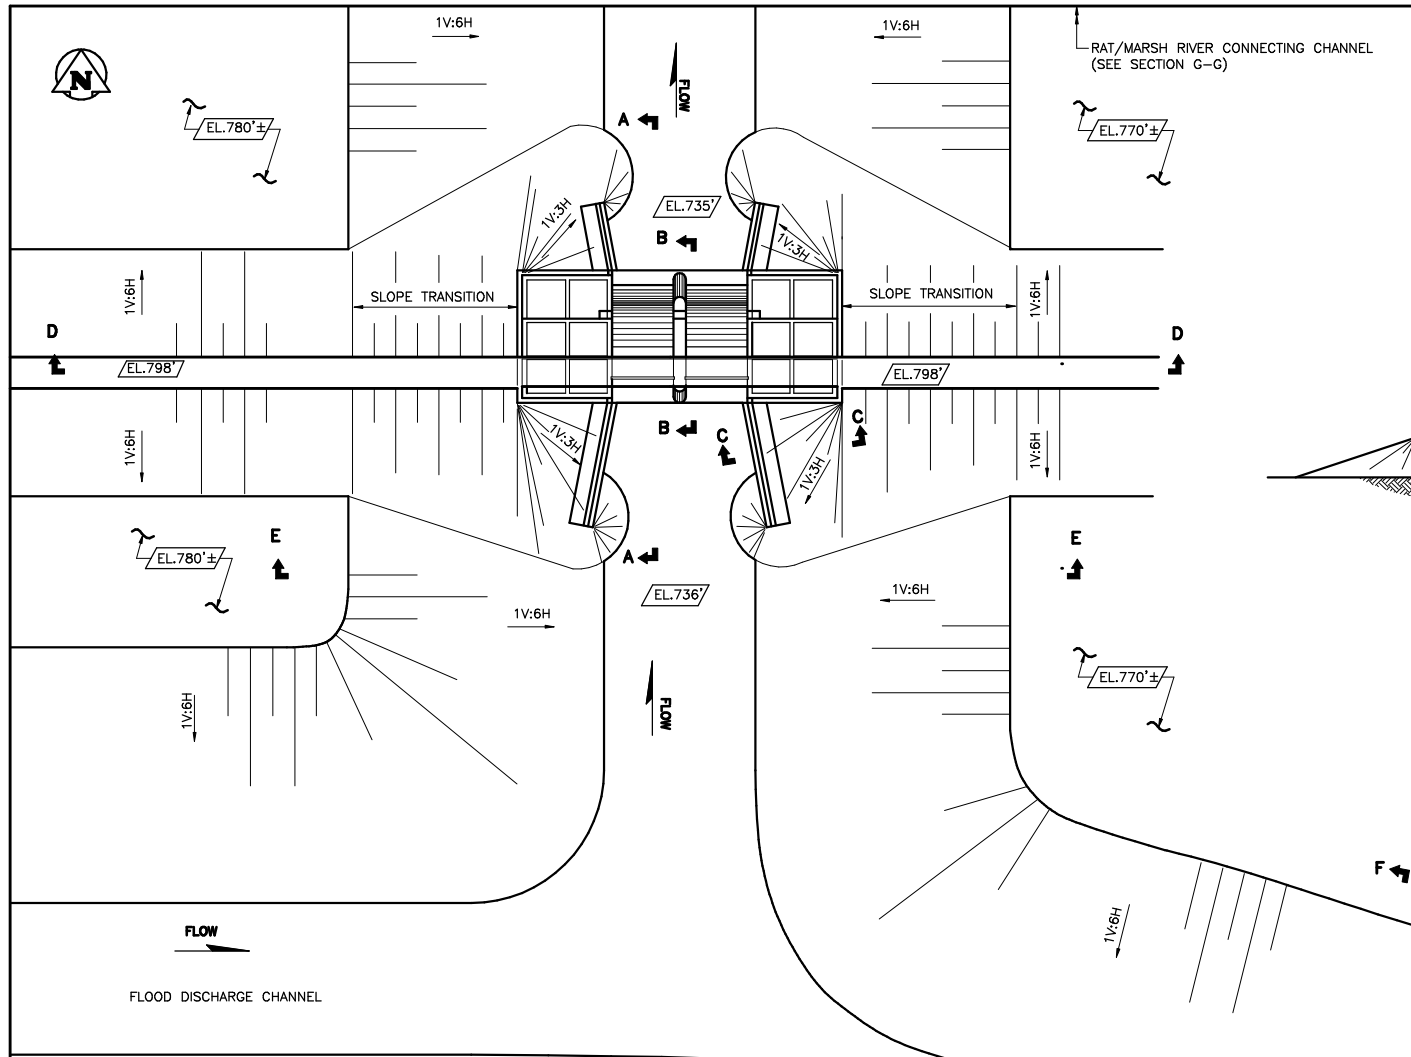 1V:6H
1V:6H
RAT/MARSH RIVER CONNECTING CHANNEL
(SEE SECTION G-G)
N
FLOW
A
EL.780'±
EL.770'±
1V:3H
EL.735'
B
1V:3H
1V:6H
SLOPE TRANSITION
SLOPE TRANSITION
1V:6H
D
D
EL.798'
EL.798'
1V:6H
1V:3H
B
C
C
1V:3H
1V:6H
E
A
E
EL.780'±
EL.736'
1V:6H
1V:6H
1V:6H
FLOW
EL.770'±
F
1V:6H
FLOW
FLOOD DISCHARGE CHANNEL